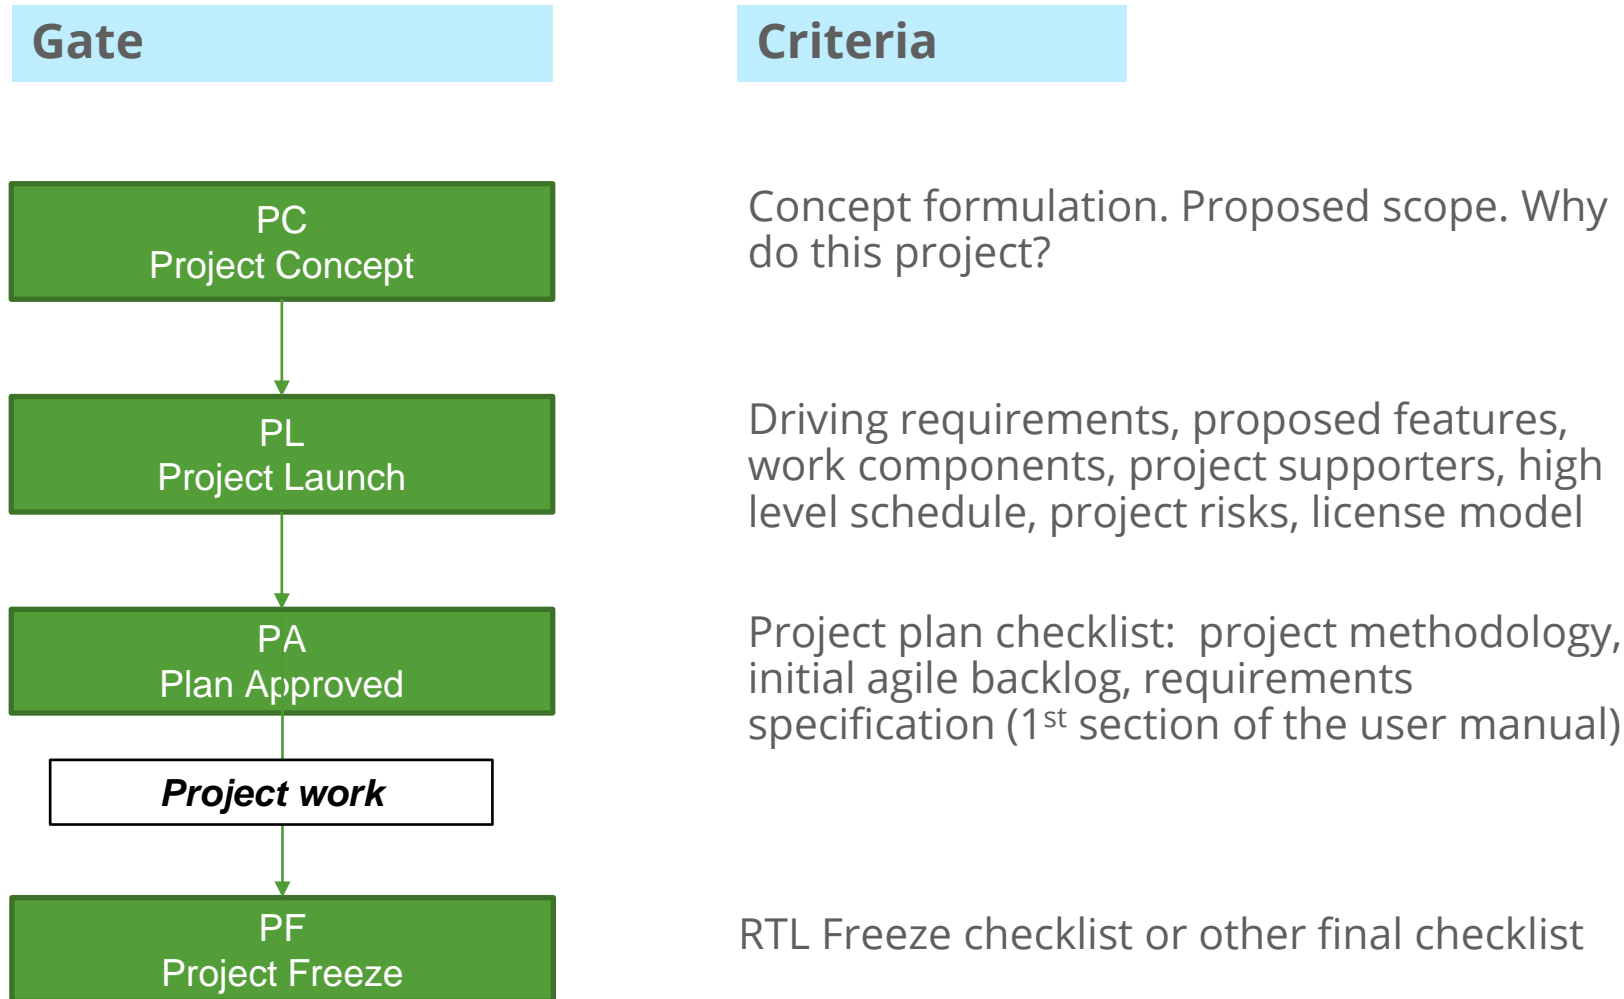 Gate
Criteria
PC
Project Concept
Concept formulation. Proposed scope. Why
do this project?
PL
Project Launch
Driving requirements, proposed features,
work components, project supporters, high
level schedule, project risks, license model
PA
Plan Approved
Project plan checklist:  project methodology,
initial agile backlog, requirements
specification (1st section of the user manual)
Project work
PF
Project Freeze
RTL Freeze checklist or other final checklist